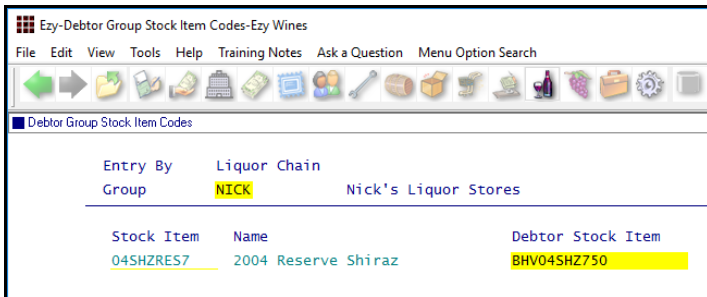 Ezy-Debtor Group Stock Item Codes-Ezy Wines
File Edit View Tools Help Training Notes Ask a Question Menu Option Search
Debtor Group Stock Item Codes
Entry By Liquor Chain
Group NICK Nick's Liquor Stores
Stock Item Name Debtor Stock Item
04SHZRES7 2004 Reserve Shiraz BHV04SHZ750